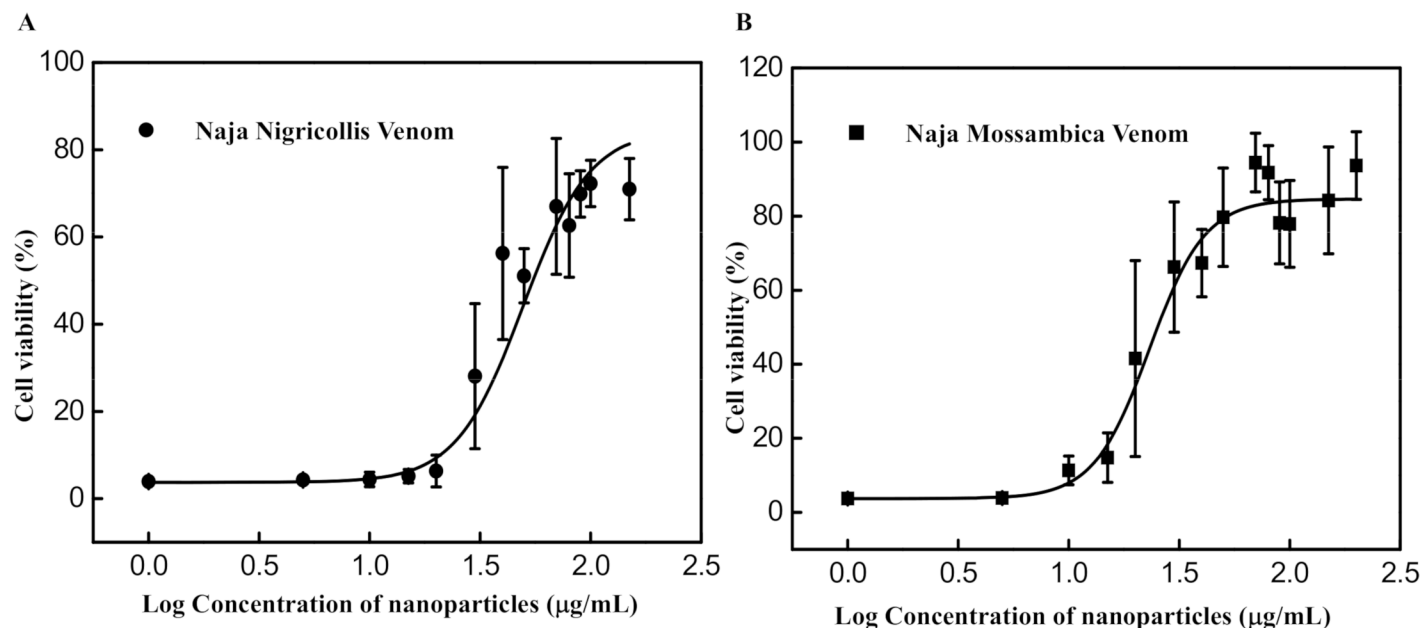 A
100
80
60
40
20
0
Cell viability (%)
Naja Nigricollis Venom
0.0 0.5 1.0 1.5 2.0 2.5
Log Concentration of nanoparticles (μg/mL)
B
120
100
80
60
40
20
0
Cell viability (%)
Naja Mossambica Venom
0.0 0.5 1.0 1.5 2.0 2.5
Log Concentration of nanoparticles (μg/mL)